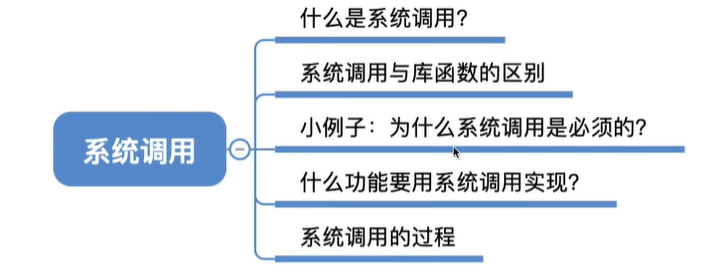 什么是系统调用？
系统调用与库函数的区别
系统调用
小例子：为什么系统调用是必须的？
什么功能要用系统调用实现？
系统调用的过程